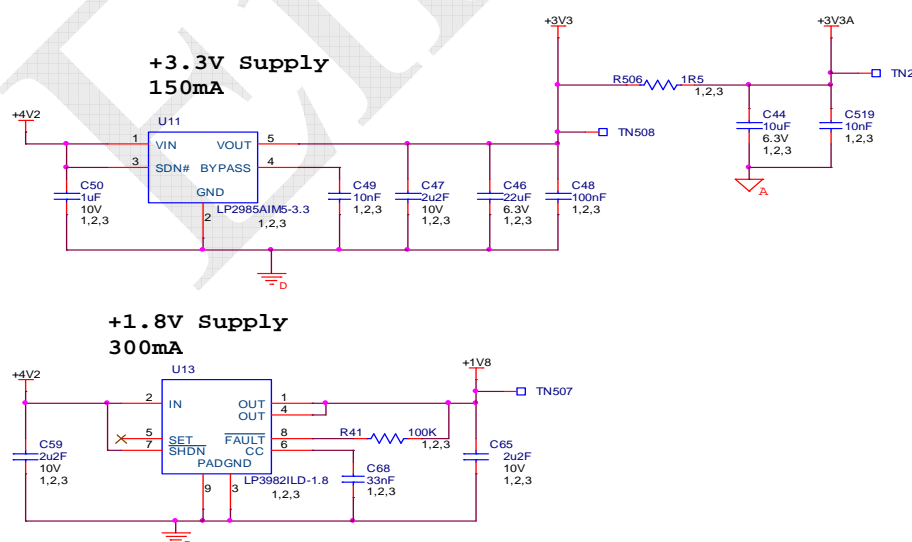 +3V3
+3V3A
+3.3V Supply
150mA
R506
1R5
1,2,3
TN2
+4V2
U11
TN508
C44
10uF
6.3V
1,2,3
C519
10nF
1,2,3
1
VIN
VOUT
5
3
SDN#
BYPASS
4
GND
2
LP2985AIM5-3.3
1,2,3
C50
1uF
10V
1,2,3
C49
10nF
1,2,3
C47
2u2F
10V
1,2,3
C46
22uF
6.3V
1,2,3
C48
100nF
1,2,3
A
D
+1.8V Supply
300mA
+4V2
U13
+1V8
TN507
2
IN
OUT
1
OUT
4
5
SET
FAULT
8
7
SHDN
CC
6
PADGND
9
3
LP3982ILD-1.8
1,2,3
R41
100K
1,2,3
C59
2u2F
10V
1,2,3
C68
33nF
1,2,3
C65
2u2F
10V
1,2,3